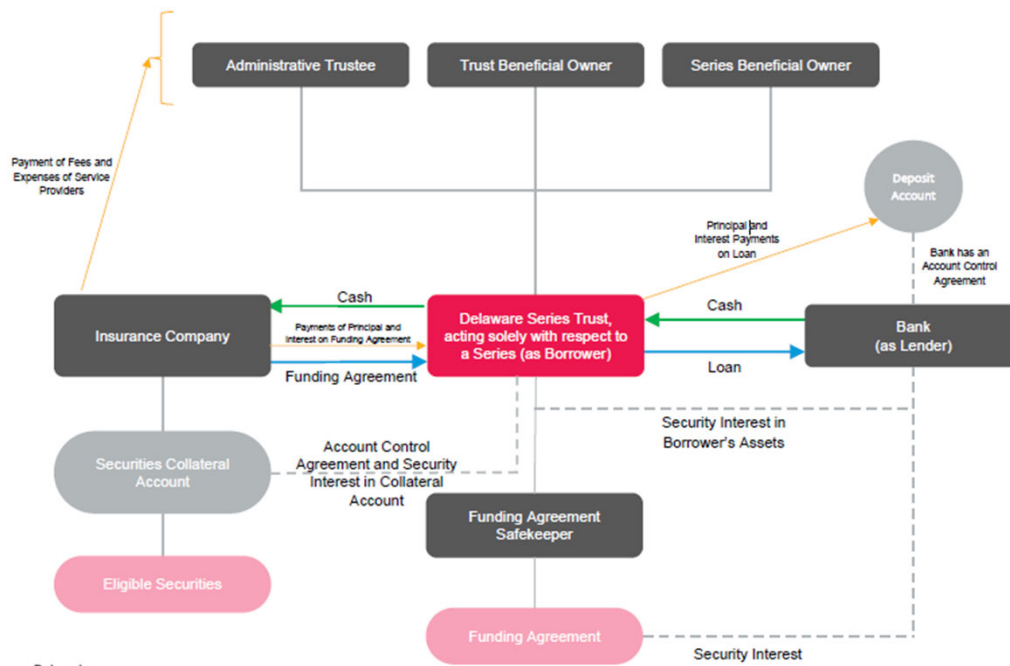 Administrative Trustee
Trust Beneficial Owner
Series Beneficial Owner
Payment of Fees and
Expenses of Service
Providers
Deposit
Account
Principal and
Interest Payments
on Loan
Bank has an
Account Control
Agreement
Insurance Company
Cash
Payments of Principal and
Interest on Funding Agreement
Funding Agreement
Delaware Series Trust,
acting solely with respect to
a Series (as Borrower)
Cash
Loan
Bank
(as Lender)
Security Interest in
Borrower's Assets
Securities Collateral
Account
Account Control
Agreement and Security
Interest in Collateral
Account
Funding Agreement
Safekeeper
Eligible Securities
Funding Agreement
Security Interest